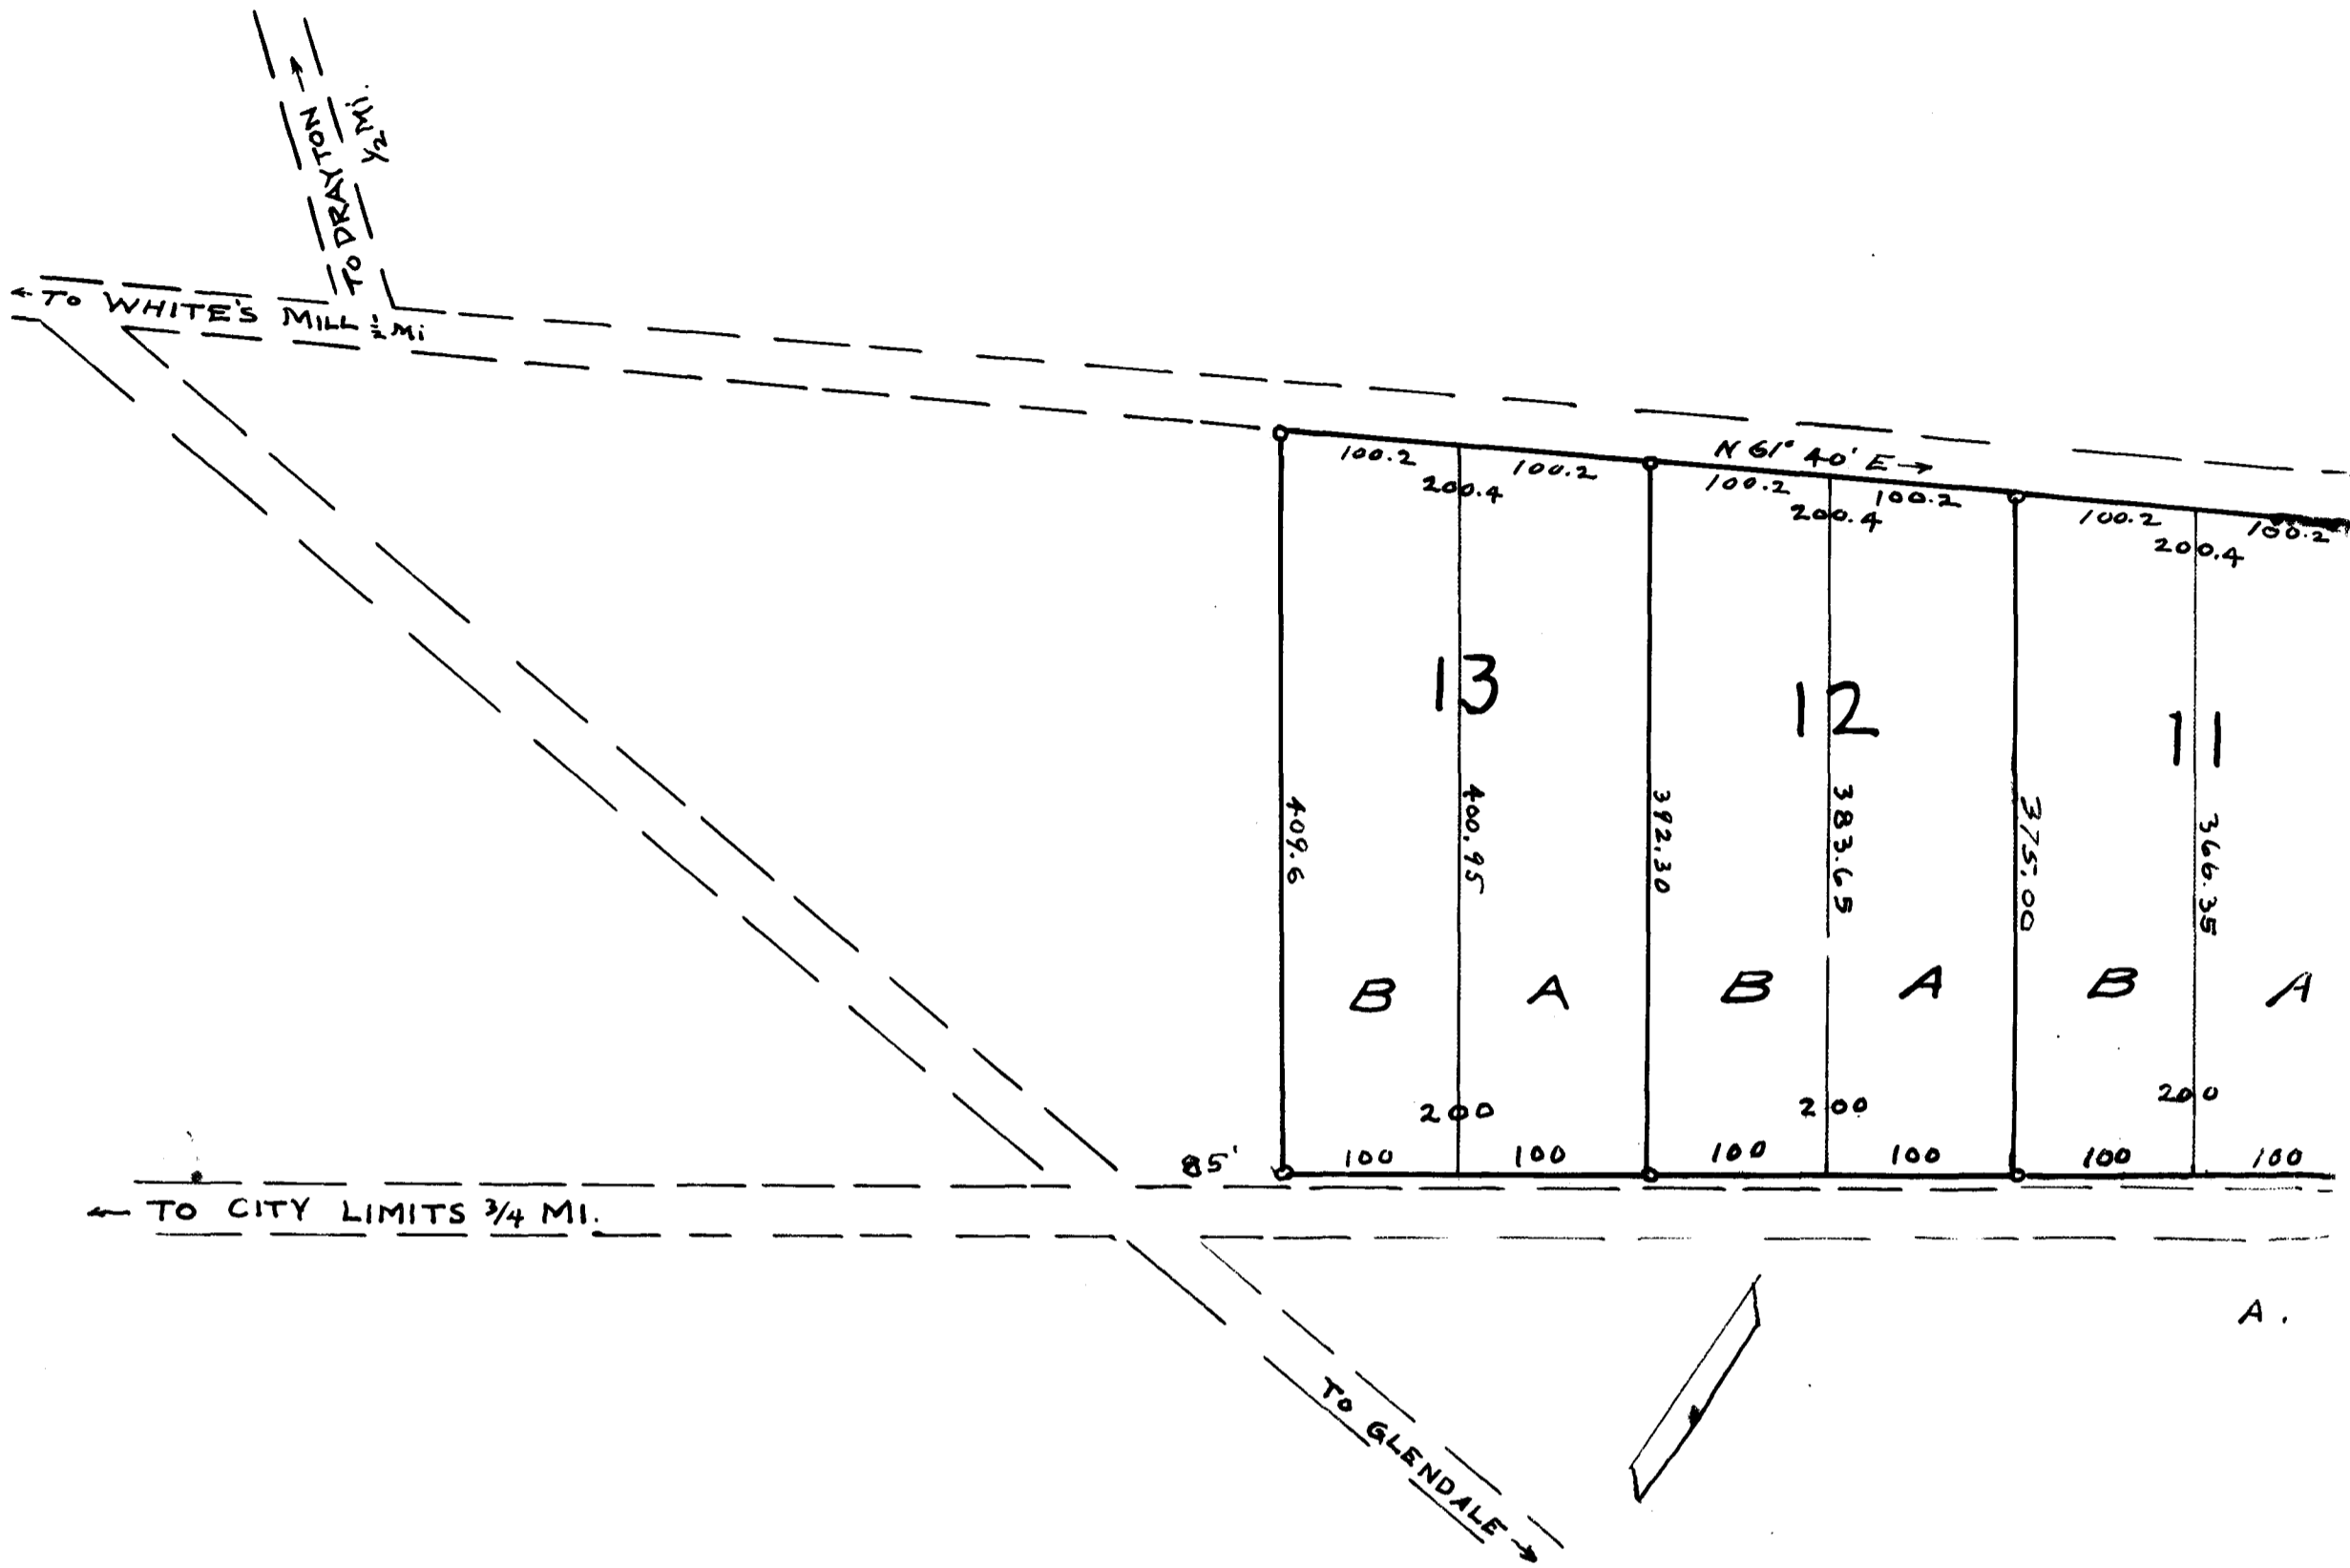 TO DRAYTON
1/2 Mi.
TO WHITE'S MILL 1/2 Mi
N 61° 40' E
100.2
100.2
100.2
100.2
100.2
100.2
200.4
200.4
200.4
13
12
11
409.6
400.95
392.30
383.65
375.00
366.35
B
A
B
A
B
A
200
200
200
85'
100
100
100
100
100
100
TO CITY LIMITS 3/4 MI.
A.
TO GLENDALE